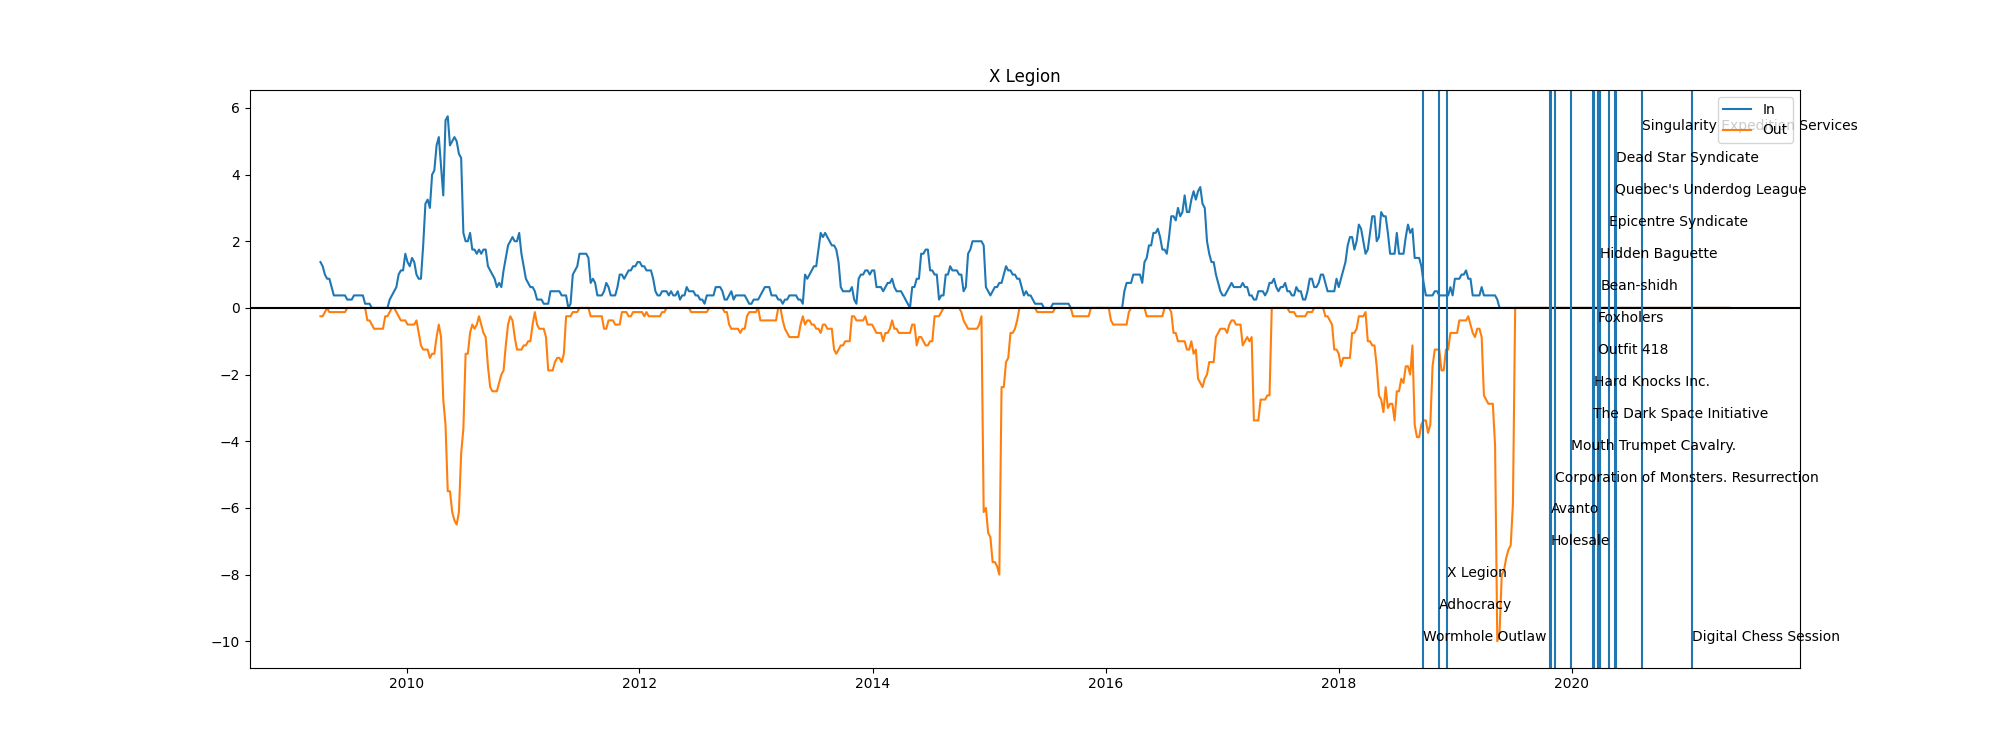 X Legion
In
Out
Singularity Expedition Services
Dead Star Syndicate
Quebec's Underdog League
Epicentre Syndicate
Hidden Baguette
Bean-shidh
Foxholers
Outfit 418
Hard Knocks Inc.
The Dark Space Initiative
Mouth Trumpet Cavalry.
Corporation of Monsters. Resurrection
Avanto
Holesale
X Legion
Adhocracy
Wormhole Outlaw
Digital Chess Session
6
4
2
0
−2
−4
−6
−8
−10
2010
2012
2014
2016
2018
2020